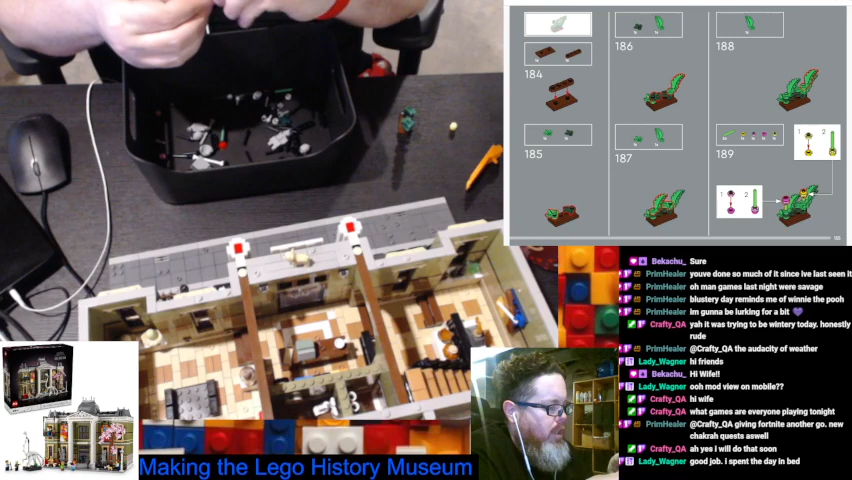 184
185
186
187
188
189
1
2
1
2
Bekachu_ Sure
PrimHealer youve done so much of it since ive last seen it
PrimHealer oh man games last night were savage
PrimHealer blustery day reminds me of winnie the pooh
PrimHealer im gunna be lurking for a bit 💜
Crafty_QA yah it was trying to be wintery today. honestly
rude
PrimHealer @Crafty_QA the audacity of weather
Lady_Wagner hi friends
Bekachu_ Hi Wife!!
Lady_Wagner ooh mod view on mobile??
Crafty_QA hi wife
Crafty_QA what games are everyone playing tonight
PrimHealer @Crafty_QA giving fortnite another go. new
chakrah quests aswell
Crafty_QA ah yes i will do that soon
Lady_Wagner good job. i spent the day in bed
Making the Lego History Museum